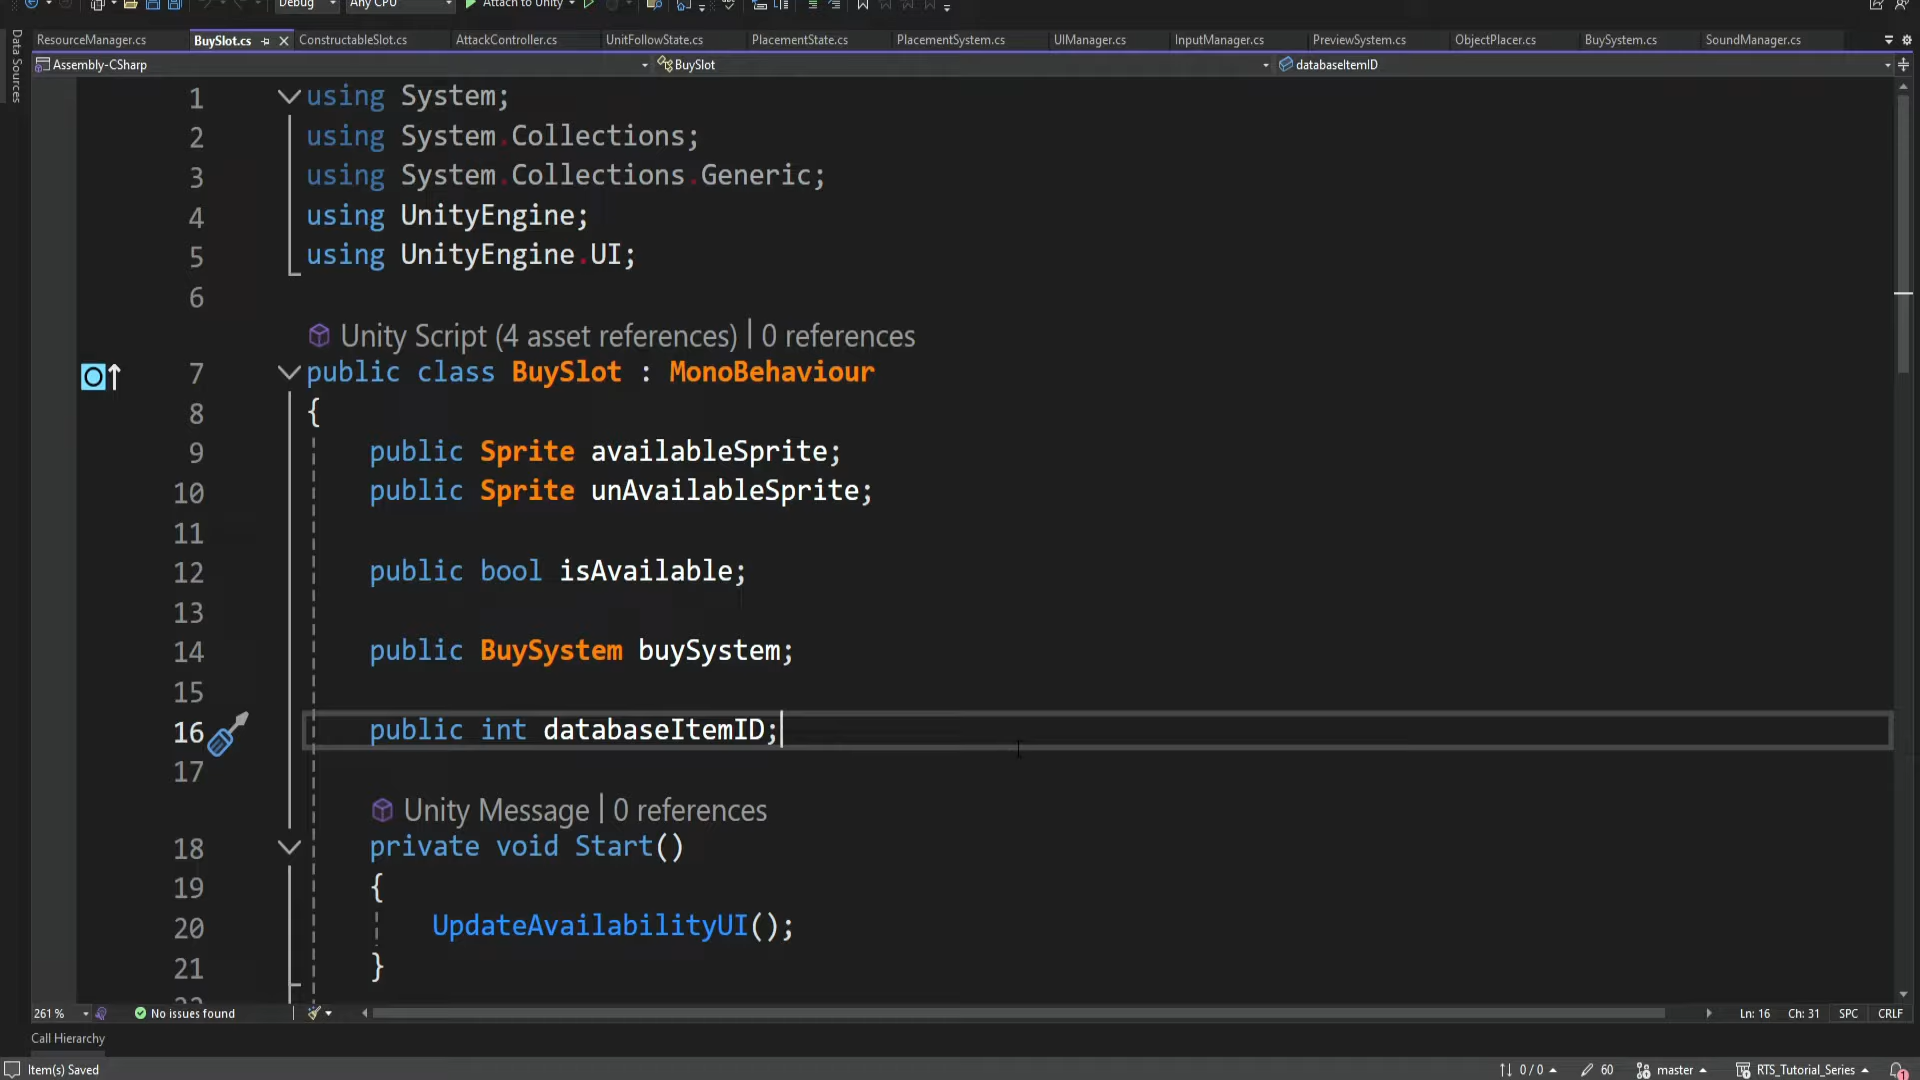 Debug Any CPU Attach to Unity
ResourceManager.cs BuySlot.cs ConstructableSlot.cs AttackController.cs UnitFollowState.cs PlacementState.cs PlacementSystem.cs UIManager.cs InputManager.cs PreviewSystem.cs ObjectPlacer.cs BuySystem.cs SoundManager.cs
Data Sources
Assembly-CSharp BuySlot databaseItemID
1 using System;
2 using System.Collections;
3 using System.Collections.Generic;
4 using UnityEngine;
5 using UnityEngine.UI;
6
Unity Script (4 asset references) | 0 references
7 public class BuySlot : MonoBehaviour
8 {
9 public Sprite availableSprite;
10 public Sprite unAvailableSprite;
11
12 public bool isAvailable;
13
14 public BuySystem buySystem;
15
16 public int databaseItemID;
17
Unity Message | 0 references
18 private void Start()
19 {
20 UpdateAvailabilityUI();
21 }
261 % No issues found Ln: 16 Ch: 31 SPC CRLF
Call Hierarchy
Item(s) Saved 0 / 0 60 master RTS_Tutorial_Series 1